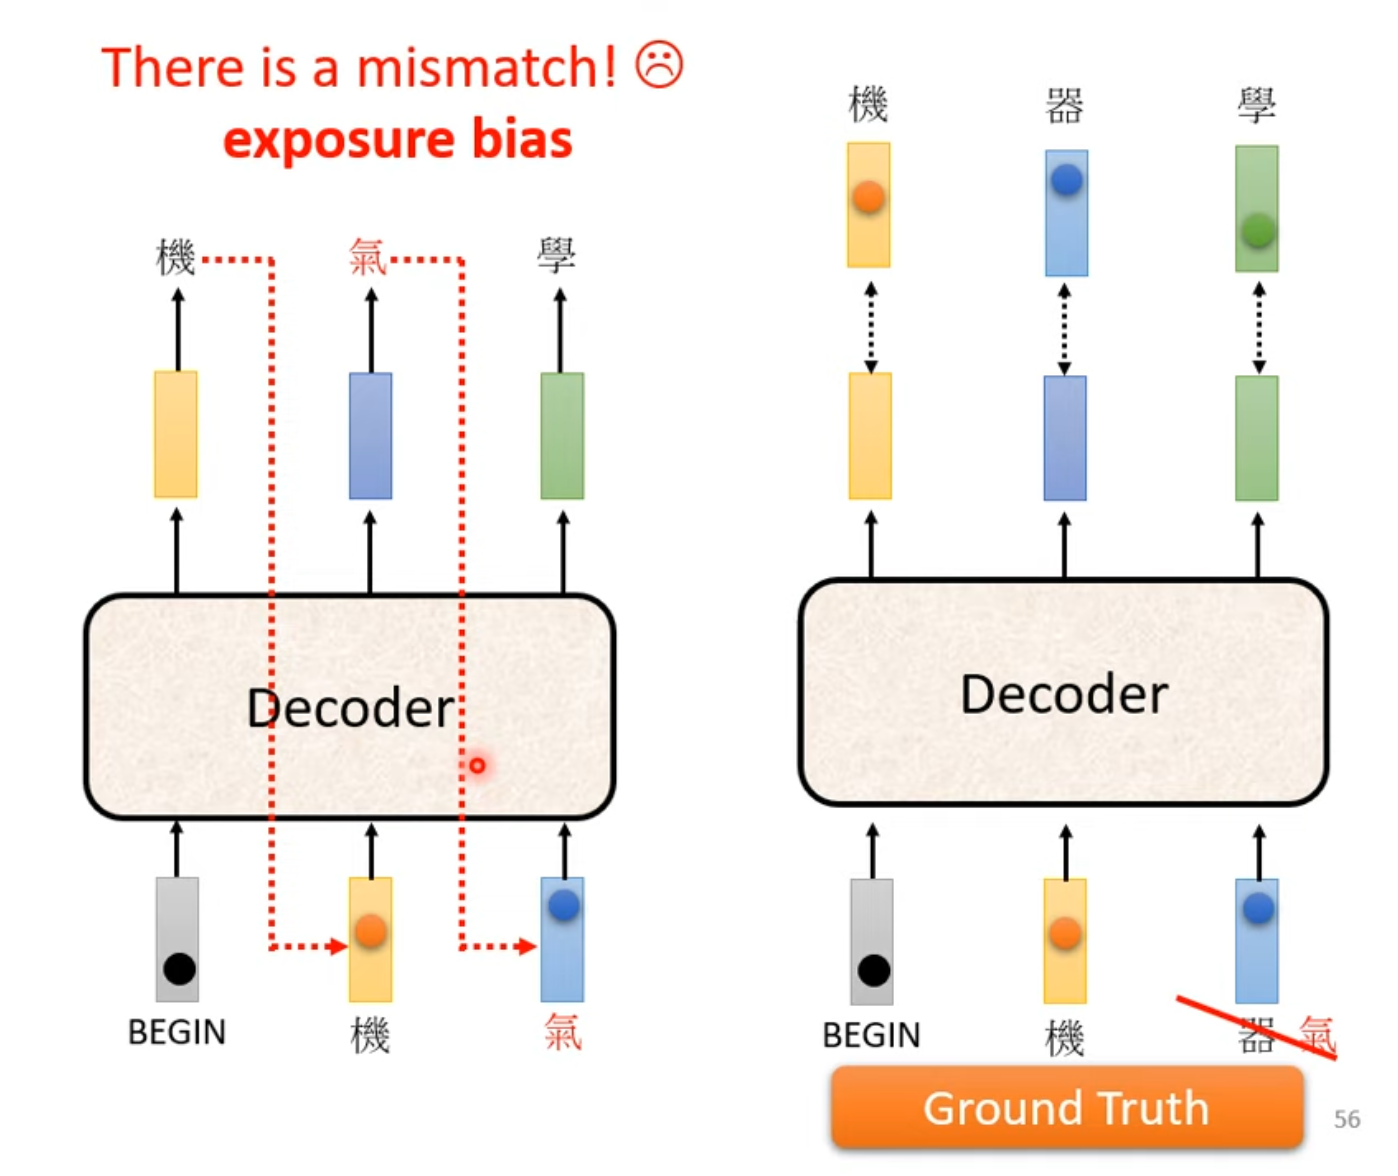 There is a mismatch! ☹
exposure bias
機 氣 學
Decoder
BEGIN 機 氣
機 器 學
Decoder
BEGIN 機 器 氣
Ground Truth
56